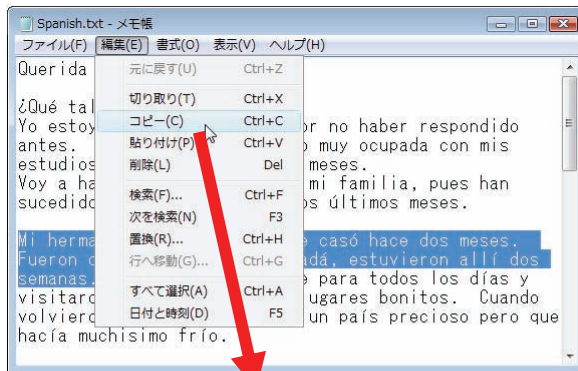 Spanish.txt - メモ帳
ファイル(F) 編集(E) 書式(O) 表示(V) ヘルプ(H)
元に戻す(U) Ctrl+Z
切り取り(T) Ctrl+X
コピー(C) Ctrl+C
貼り付け(P) Ctrl+V
削除(L) Del
検索(F)... Ctrl+F
次を検索(N) F3
置換(R)... Ctrl+H
行へ移動(G)... Ctrl+G
すべて選択(A) Ctrl+A
日付と時刻(D) F5
Querida
¿Qué tal
Yo estoy or no haber respondido
antes. muy ocupada con mis
estudios meses.
Voy a ha mi familia, pues han
sucedido os últimos meses.
Mi herma casó hace dos meses.
Fueron adá, estuvieron allí dos
semanas. para todos los días y
visitaro ugares bonitos. Cuando
volviero un país precioso pero que
hacía muchisimo frío.